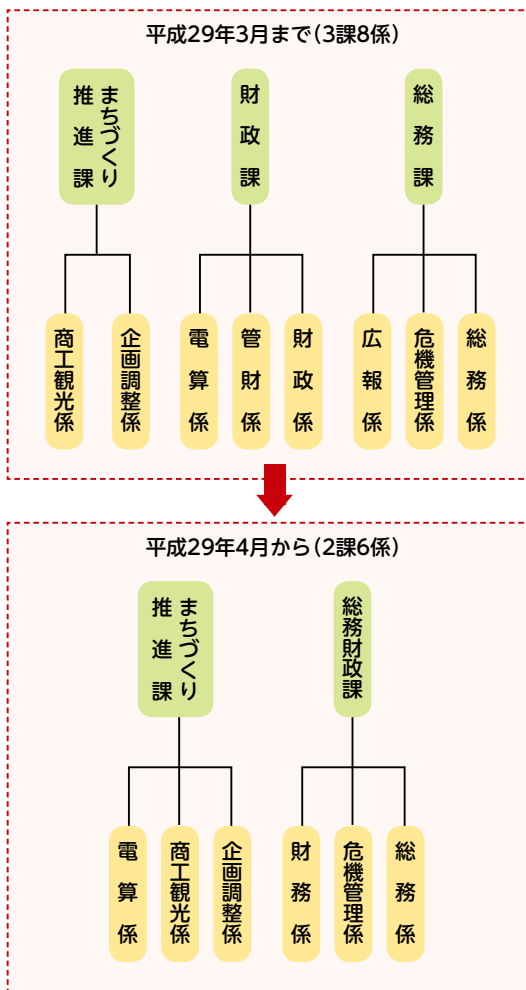 平成29年3月まで（3課8係）
総務課
財政課
まちづくり
推進課
総務係
危機管理係
広報係
財政係
管財係
電算係
企画調整係
商工観光係
平成29年4月から（2課6係）
総務財政課
まちづくり
推進課
総務係
危機管理係
財務係
企画調整係
商工観光係
電算係